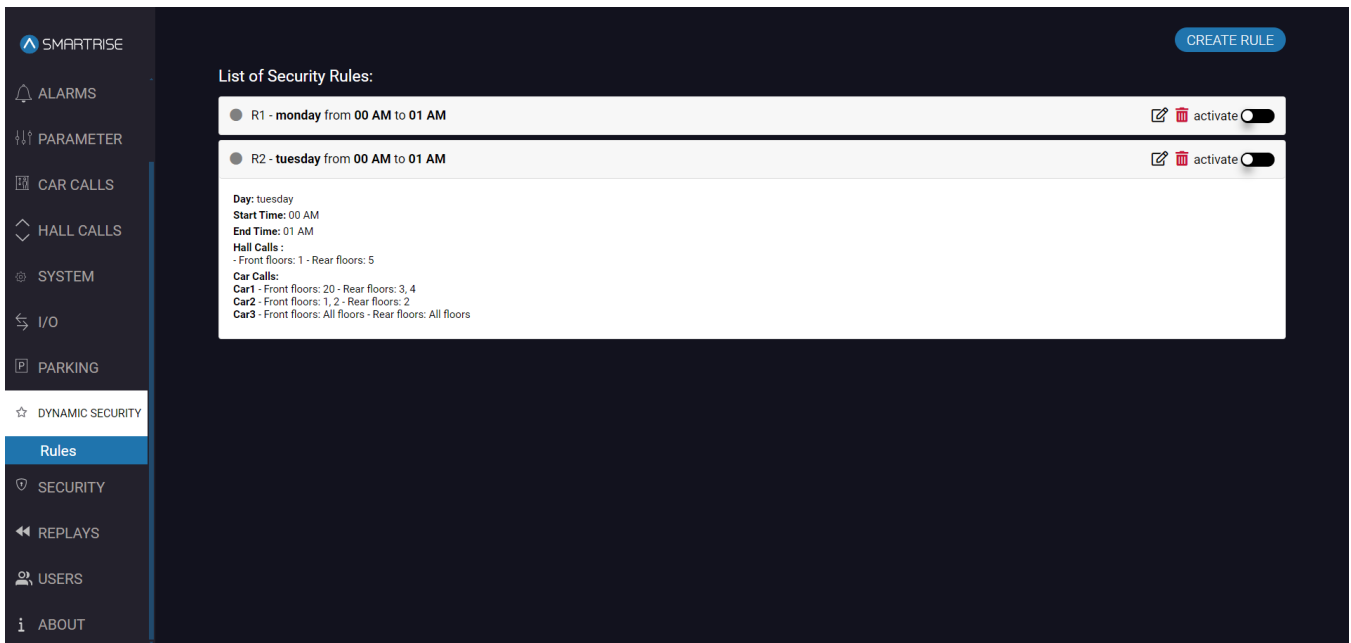 SMARTRISE
ALARMS
PARAMETER
CAR CALLS
HALL CALLS
SYSTEM
I/O
PARKING
DYNAMIC SECURITY
Rules
SECURITY
REPLAYS
USERS
ABOUT
CREATE RULE
List of Security Rules:
R1 - monday from 00 AM to 01 AM activate
R2 - tuesday from 00 AM to 01 AM activate
Day: tuesday
Start Time: 00 AM
End Time: 01 AM
Hall Calls :
- Front floors: 1 - Rear floors: 5
Car Calls:
Car1 - Front floors: 20 - Rear floors: 3, 4
Car2 - Front floors: 1, 2 - Rear floors: 2
Car3 - Front floors: All floors - Rear floors: All floors